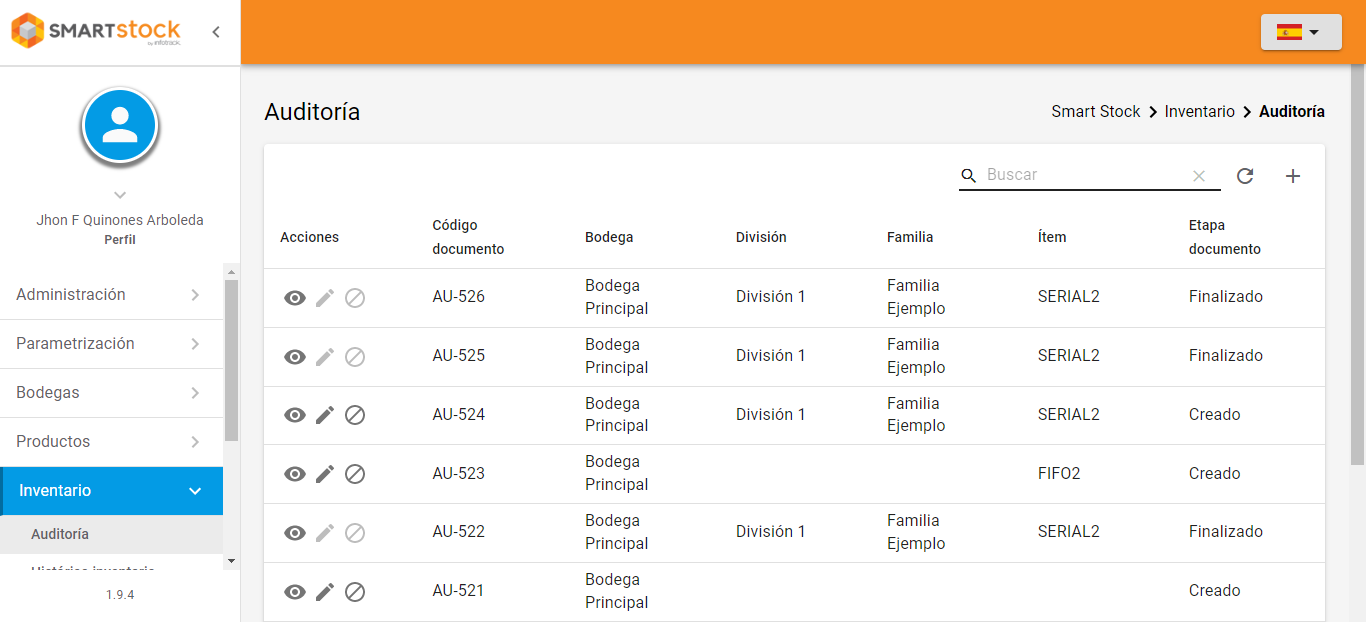 SMARTstock
by infotrack.
Jhon F Quinones Arboleda
Perfil
Administración
Parametrización
Bodegas
Productos
Inventario
Auditoría
Histórico inventario
1.9.4
Auditoría
Smart Stock > Inventario > Auditoría
Buscar
Acciones Código documento Bodega División Familia Ítem Etapa documento
AU-526 Bodega Principal División 1 Familia Ejemplo SERIAL2 Finalizado
AU-525 Bodega Principal División 1 Familia Ejemplo SERIAL2 Finalizado
AU-524 Bodega Principal División 1 Familia Ejemplo SERIAL2 Creado
AU-523 Bodega Principal FIFO2 Creado
AU-522 Bodega Principal División 1 Familia Ejemplo SERIAL2 Finalizado
AU-521 Bodega Principal Creado